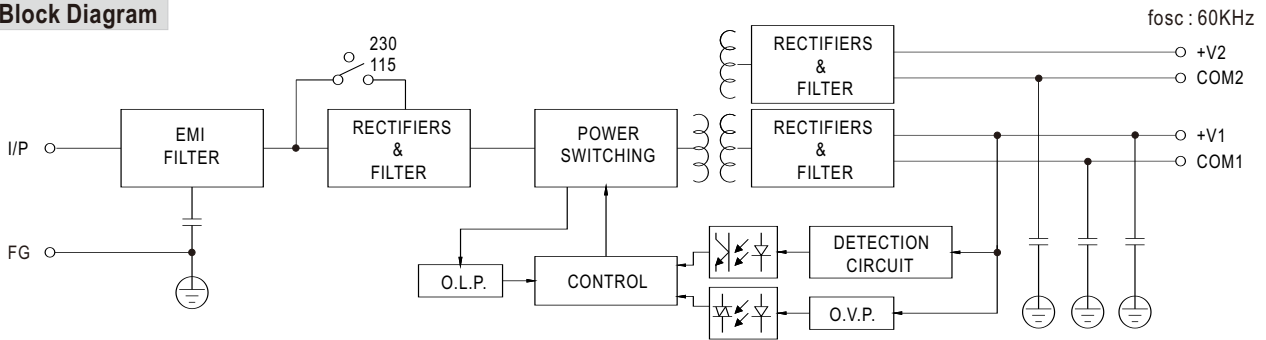 Block Diagram
fosc : 60KHz
230
115
I/P
EMI
FILTER
RECTIFIERS
&
FILTER
POWER
SWITCHING
RECTIFIERS
&
FILTER
+V2
COM2
RECTIFIERS
&
FILTER
+V1
COM1
FG
O.L.P.
CONTROL
DETECTION
CIRCUIT
O.V.P.